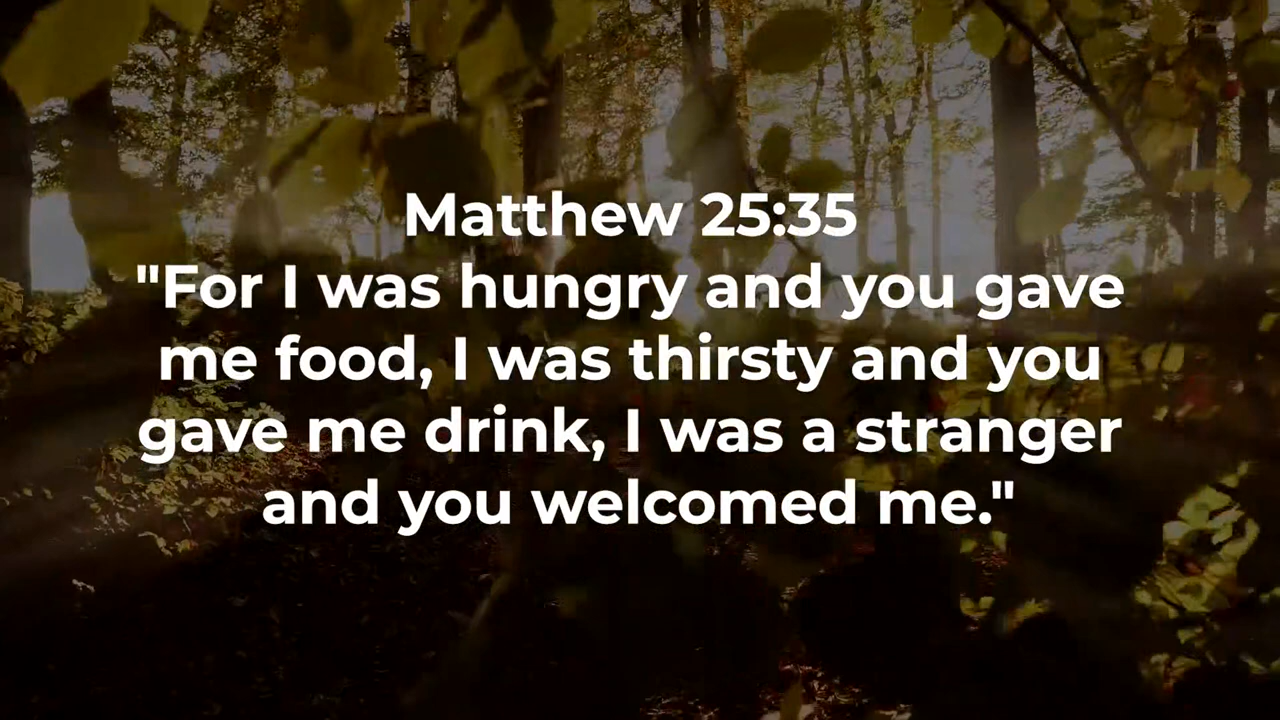 Matthew 25:35
"For I was hungry and you gave
me food, I was thirsty and you
gave me drink, I was a stranger
and you welcomed me."